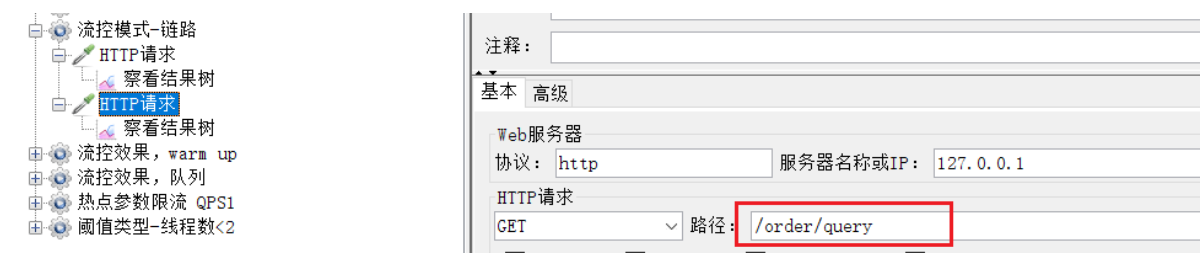 流控模式-链路
HTTP请求
察看结果树
HTTP请求
察看结果树
流控效果，warm up
流控效果，队列
热点参数限流 QPS1
阈值类型-线程数<2
注释：
基本 高级
Web服务器
协议： http 服务器名称或IP： 127.0.0.1
HTTP请求
GET 路径： /order/query